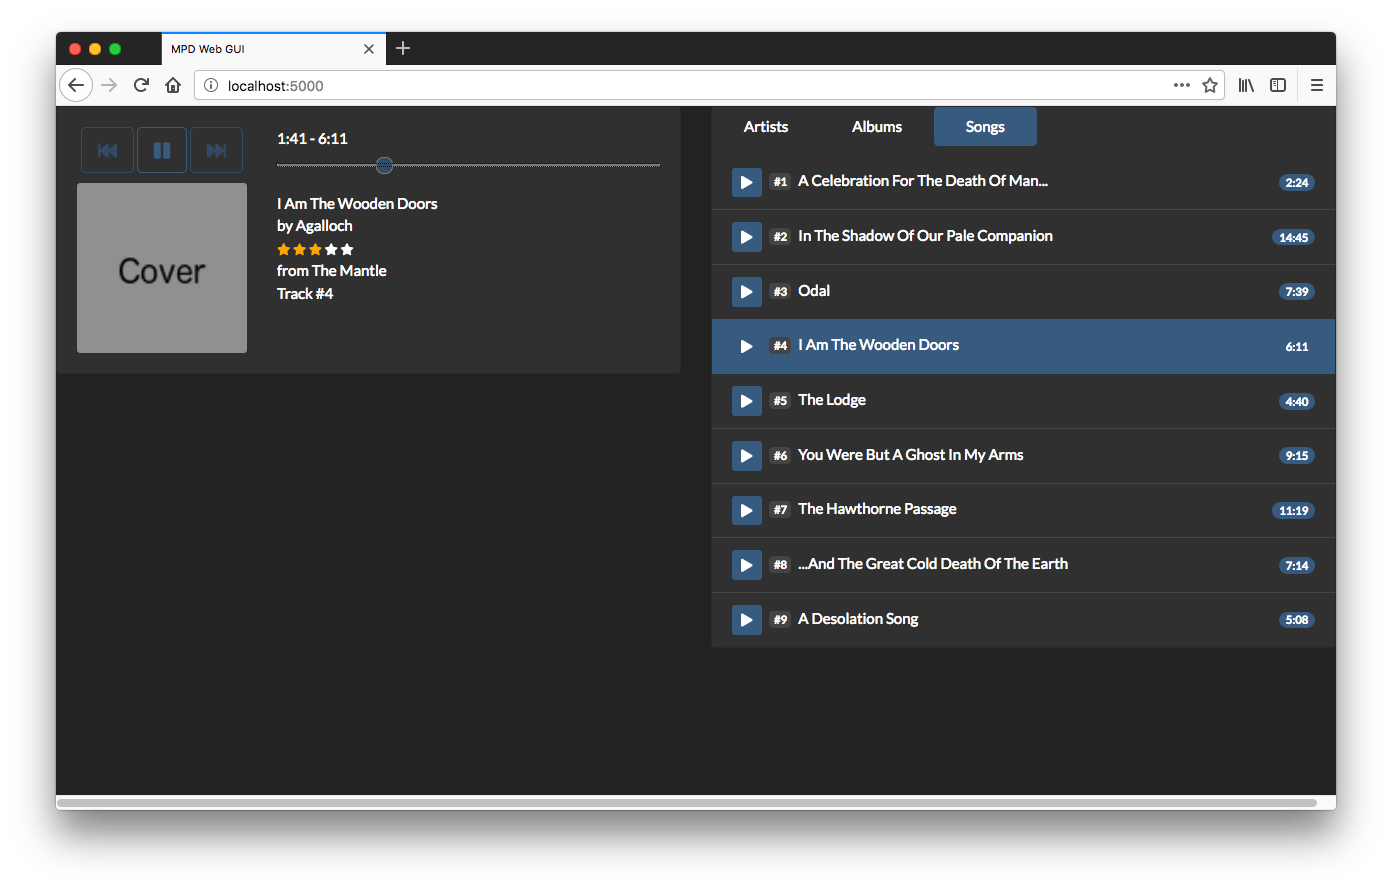 MPD Web GUI
localhost:5000
1:41 - 6:11
Cover
I Am The Wooden Doors
by Agalloch
from The Mantle
Track #4
Artists Albums Songs
#1 A Celebration For The Death Of Man... 2:24
#2 In The Shadow Of Our Pale Companion 14:45
#3 Odal 7:39
#4 I Am The Wooden Doors 6:11
#5 The Lodge 4:40
#6 You Were But A Ghost In My Arms 9:15
#7 The Hawthorne Passage 11:19
#8 ...And The Great Cold Death Of The Earth 7:14
#9 A Desolation Song 5:08